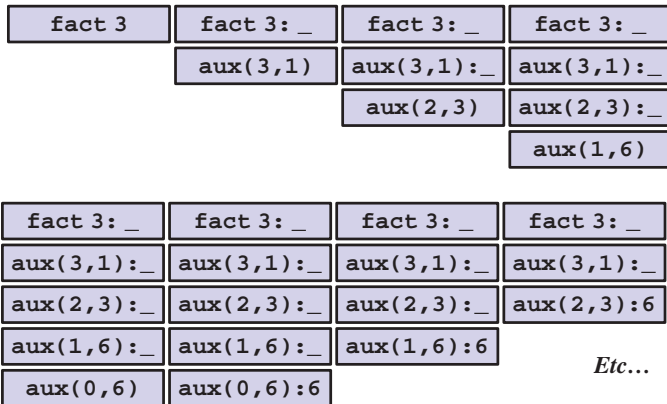 fact 3 fact 3: _ fact 3: _ fact 3: _
aux(3,1) aux(3,1):_ aux(3,1):_
aux(2,3) aux(2,3):_
aux(1,6)
fact 3: _ fact 3: _ fact 3: _ fact 3: _
aux(3,1):_ aux(3,1):_ aux(3,1):_ aux(3,1):_
aux(2,3):_ aux(2,3):_ aux(2,3):_ aux(2,3):6
aux(1,6):_ aux(1,6):_ aux(1,6):6
Etc…
aux(0,6) aux(0,6):6